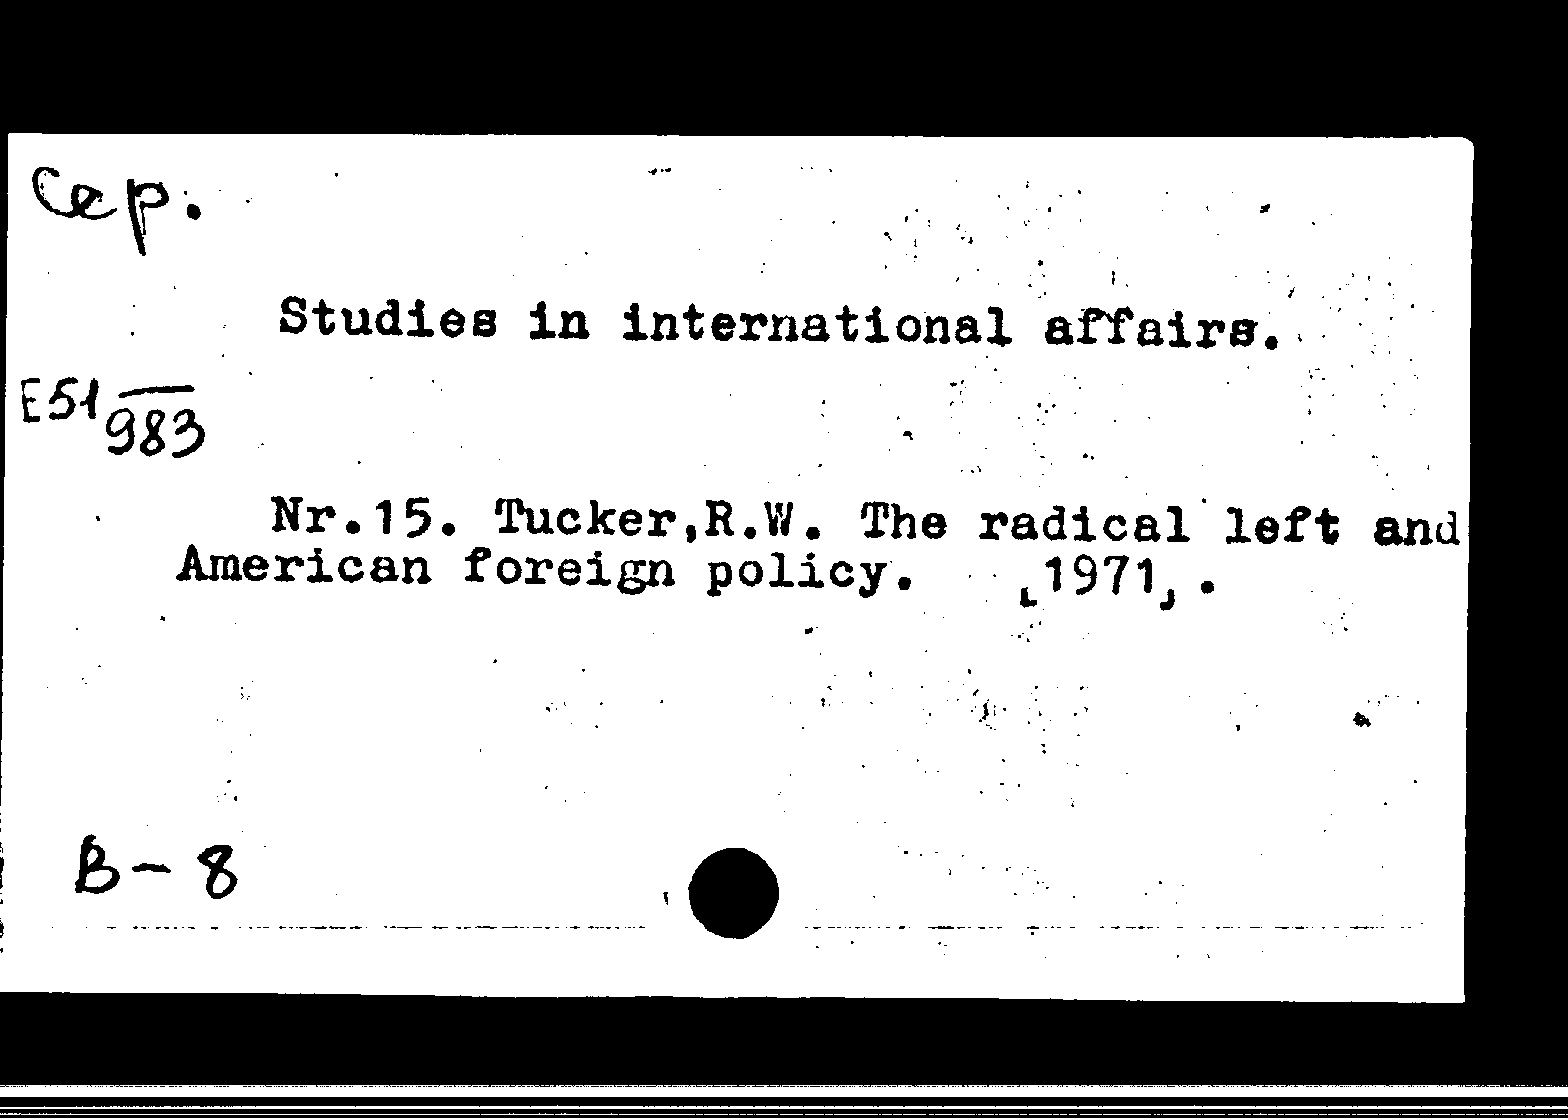 Сер.
Studies in international affairs.
E51 983
Nr.15. Tucker,R.W. The radical left and
American foreign policy. [1971].
B-8